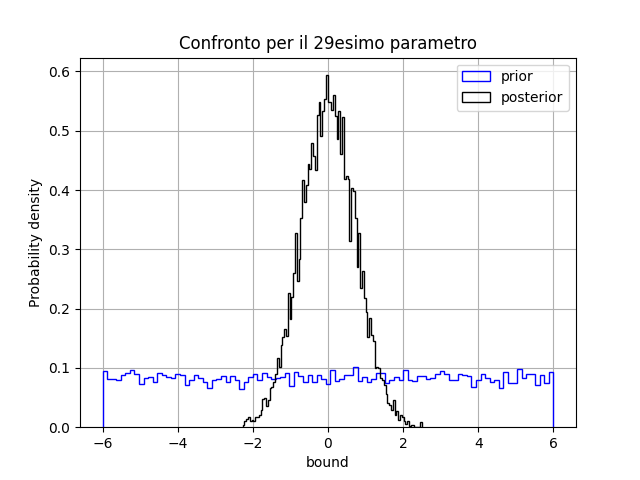 Confronto per il 29esimo parametro
prior
posterior
Probability density
0.6
0.5
0.4
0.3
0.2
0.1
0.0
−6
−4
−2
0
2
4
6
bound